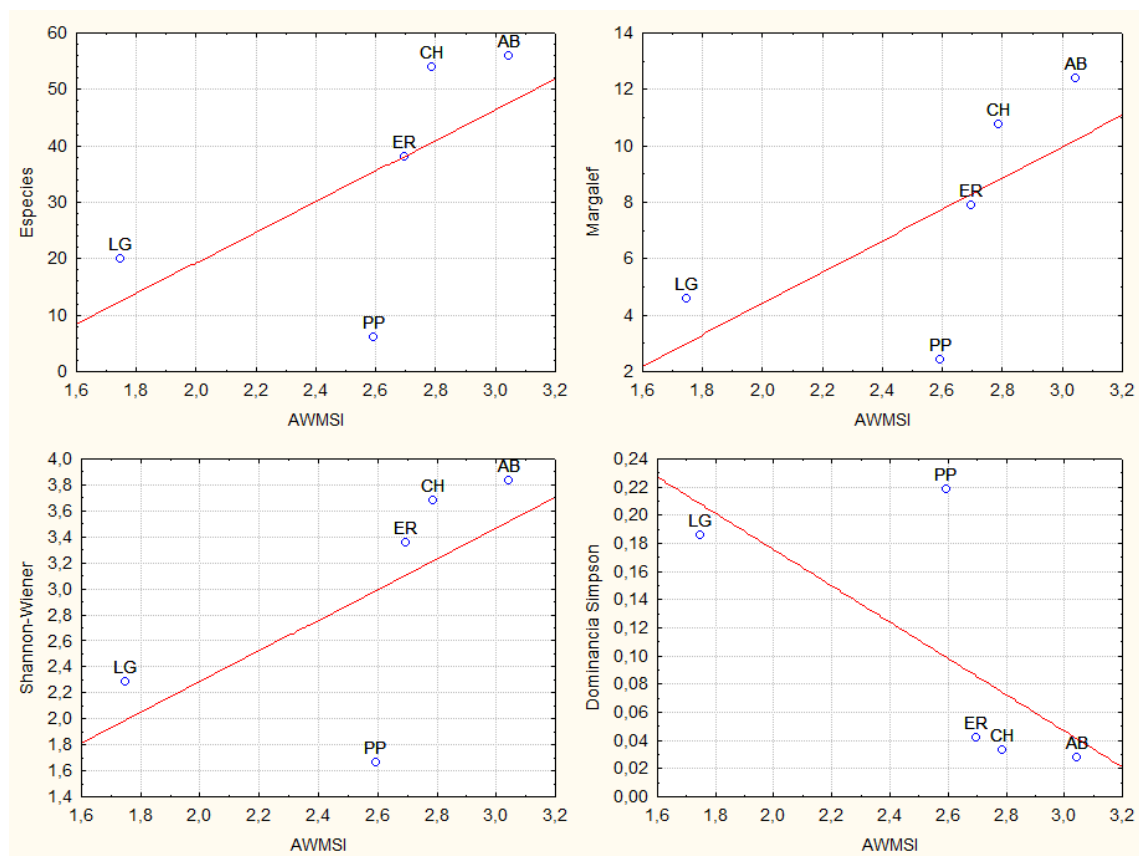 Especies
60
50
40
30
20
10
0
LG
PP
ER
CH
AB
1,6 1,8 2,0 2,2 2,4 2,6 2,8 3,0 3,2
AWMSI
Margalef
14
12
10
8
6
4
2
LG
PP
ER
CH
AB
1,6 1,8 2,0 2,2 2,4 2,6 2,8 3,0 3,2
AWMSI
Shannon-Wiener
4,0
3,8
3,6
3,4
3,2
3,0
2,8
2,6
2,4
2,2
2,0
1,8
1,6
1,4
LG
PP
ER
CH
AB
1,6 1,8 2,0 2,2 2,4 2,6 2,8 3,0 3,2
AWMSI
Dominancia Simpson
0,24
0,22
0,20
0,18
0,16
0,14
0,12
0,10
0,08
0,06
0,04
0,02
0,00
LG
PP
ER
CH
AB
1,6 1,8 2,0 2,2 2,4 2,6 2,8 3,0 3,2
AWMSI